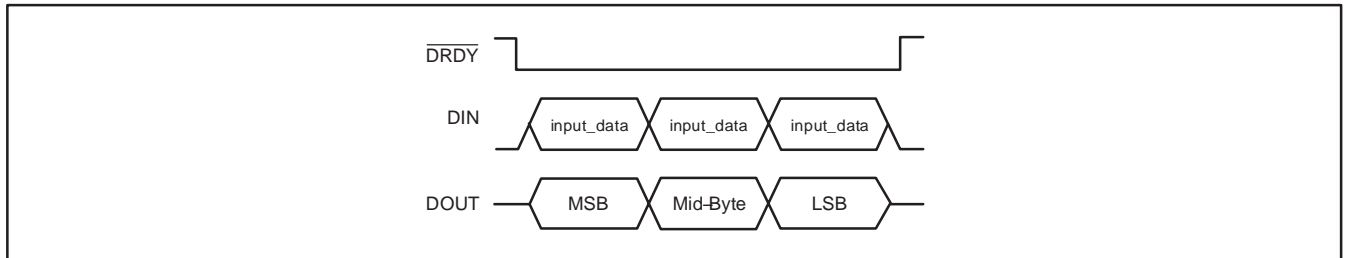 DRDY
DIN input_data input_data input_data
DOUT MSB Mid-Byte LSB